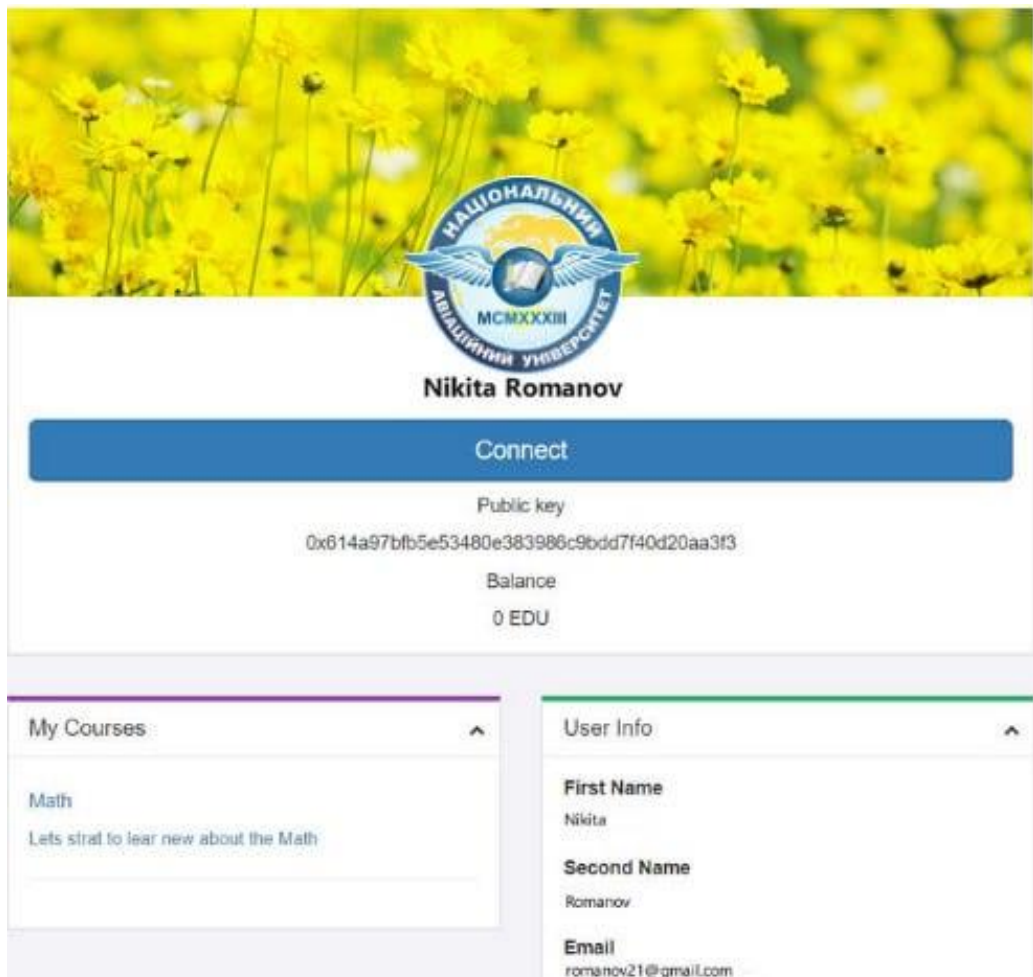 НАЦІОНАЛЬНИЙ
MCMXXXIII
АВІАЦІЙНИЙ УНІВЕРСИТЕТ
Nikita Romanov
Connect
Public key
0x614a97bfb5e53480e383986c9bdd7f40d20aa3f3
Balance
0 EDU
My Courses
Math
Lets strat to lear new about the Math
User Info
First Name
Nikita
Second Name
Romanov
Email
romanov21@gmail.com